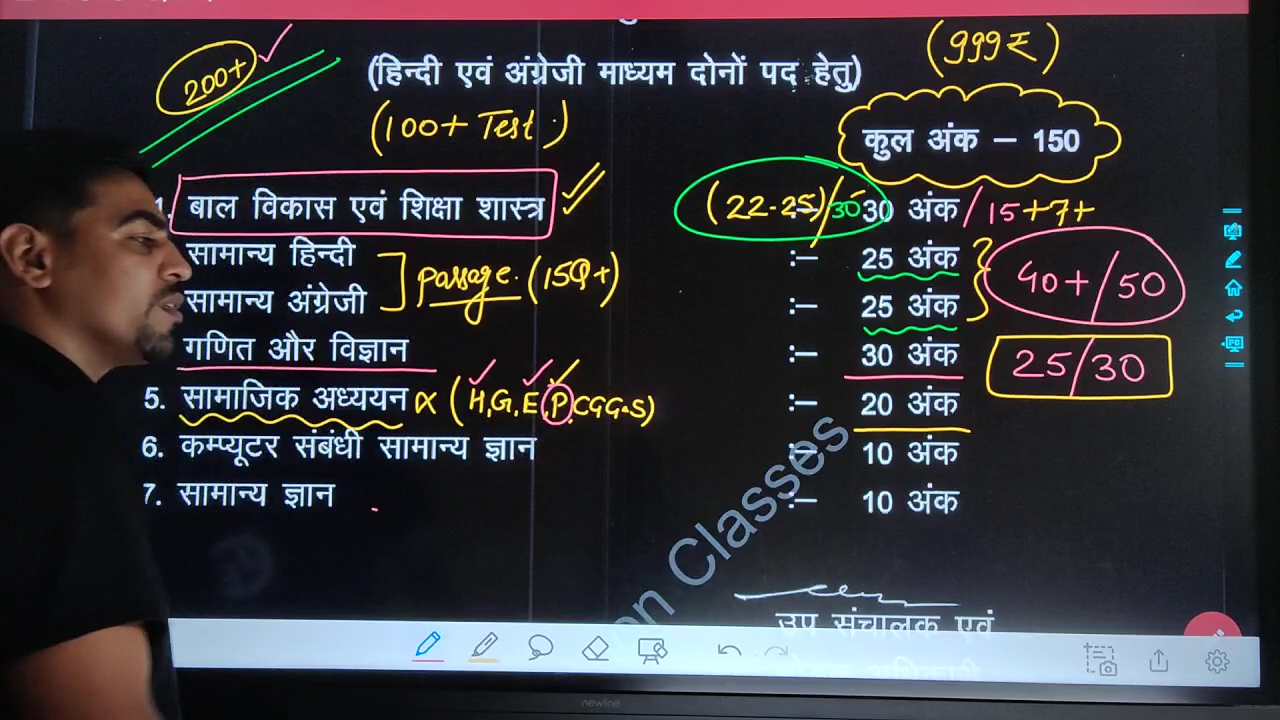 (999₹)
200+
(हिन्दी एवं अंग्रेजी माध्यम दोनों पद हेतु)
(100+ Test)
कुल अंक – 150
1. बाल विकास एवं शिक्षा शास्त्र (22-25)/30 30 अंक / 15+7+
सामान्य हिन्दी :– 25 अंक
passage. (15Q+) 40+/50
सामान्य अंग्रेजी :– 25 अंक
गणित और विज्ञान :– 30 अंक 25/30
5. सामाजिक अध्ययन (H,G,E,P,CGG.S) :– 20 अंक
6. कम्प्यूटर संबंधी सामान्य ज्ञान :– 10 अंक
7. सामान्य ज्ञान :– 10 अंक
Classes
उप संचालक एवं
newline